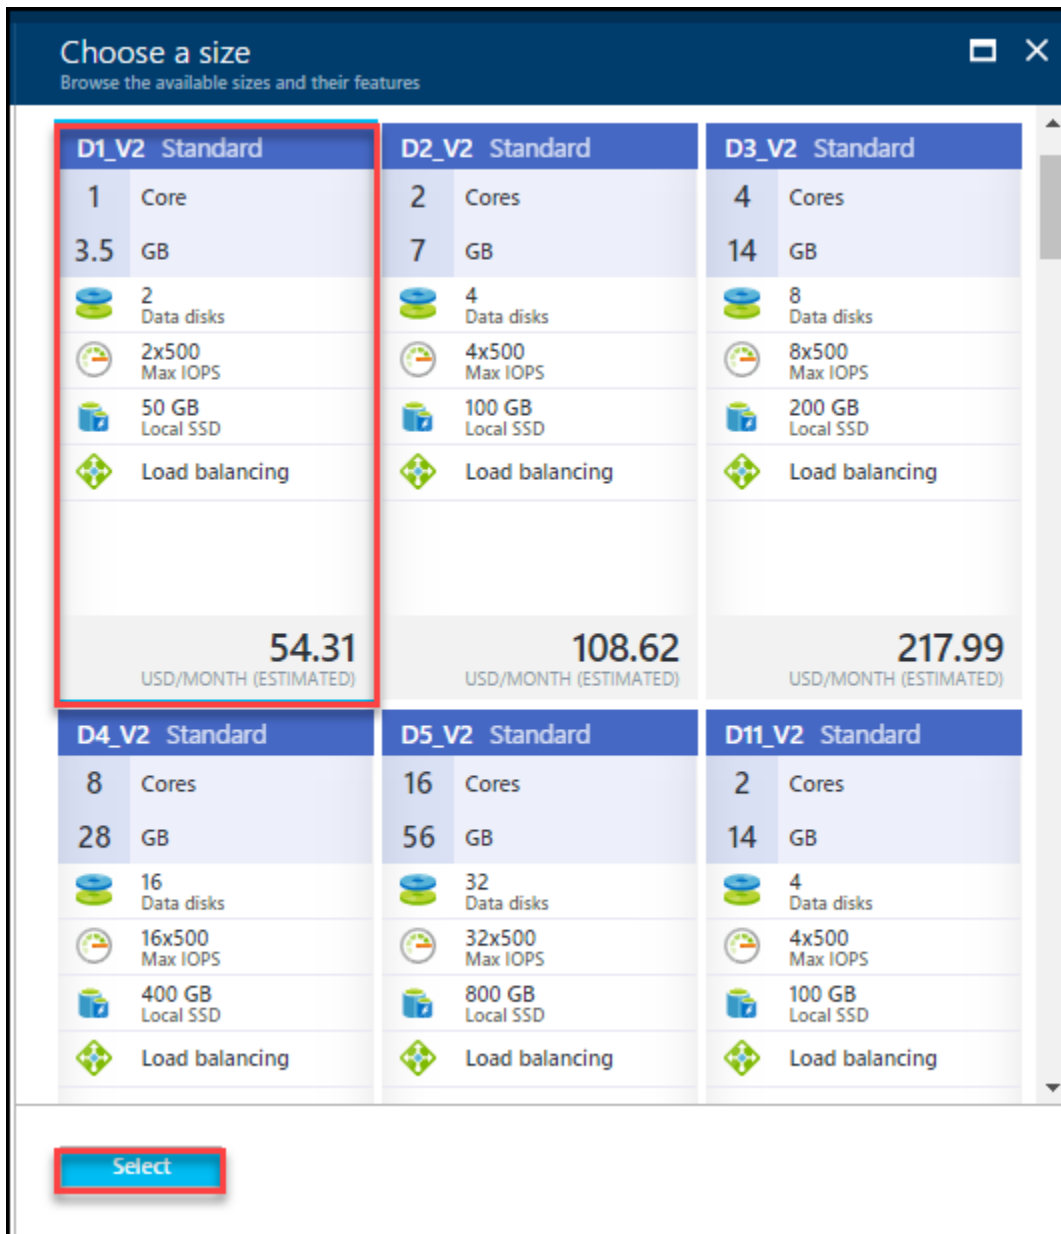 Choose a size
Browse the available sizes and their features
D1_V2 Standard
1 Core
3.5 GB
2
Data disks
2x500
Max IOPS
50 GB
Local SSD
Load balancing
54.31
USD/MONTH (ESTIMATED)
D2_V2 Standard
2 Cores
7 GB
4
Data disks
4x500
Max IOPS
100 GB
Local SSD
Load balancing
108.62
USD/MONTH (ESTIMATED)
D3_V2 Standard
4 Cores
14 GB
8
Data disks
8x500
Max IOPS
200 GB
Local SSD
Load balancing
217.99
USD/MONTH (ESTIMATED)
D4_V2 Standard
8 Cores
28 GB
16
Data disks
16x500
Max IOPS
400 GB
Local SSD
Load balancing
D5_V2 Standard
16 Cores
56 GB
32
Data disks
32x500
Max IOPS
800 GB
Local SSD
Load balancing
D11_V2 Standard
2 Cores
14 GB
4
Data disks
4x500
Max IOPS
100 GB
Local SSD
Load balancing
Select